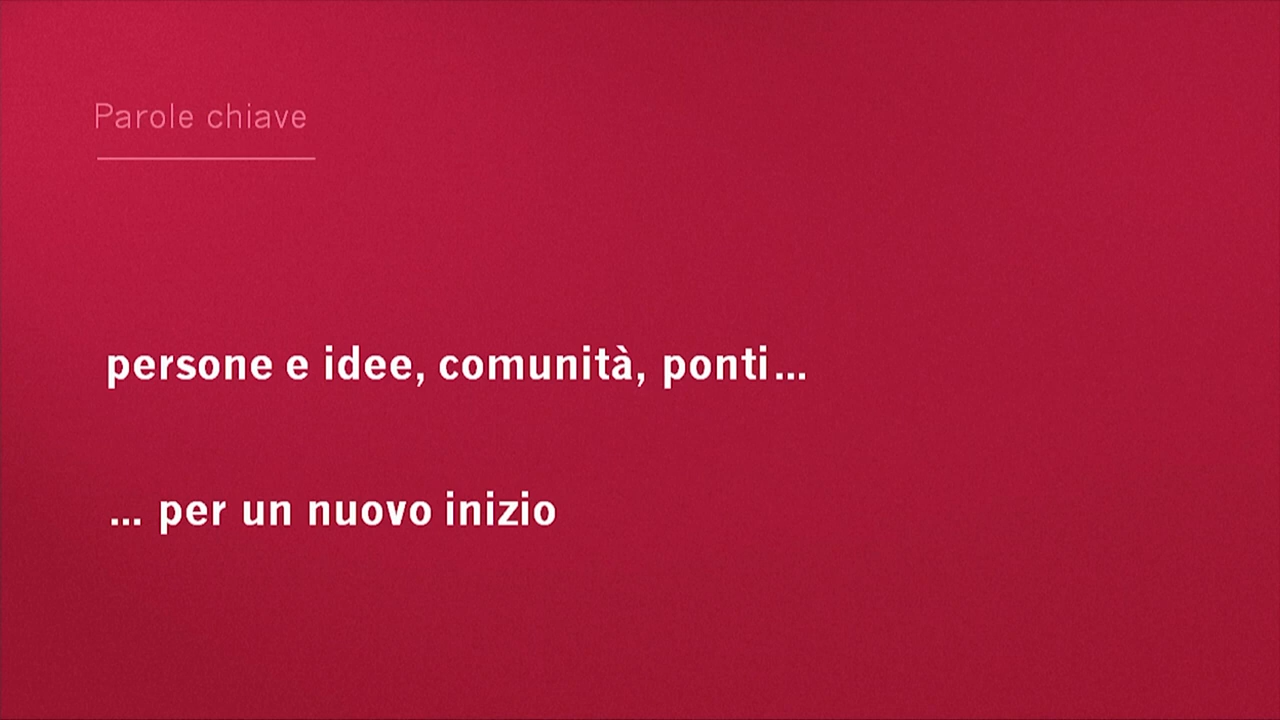 Parole chiave
persone e idee, comunità, ponti...
... per un nuovo inizio